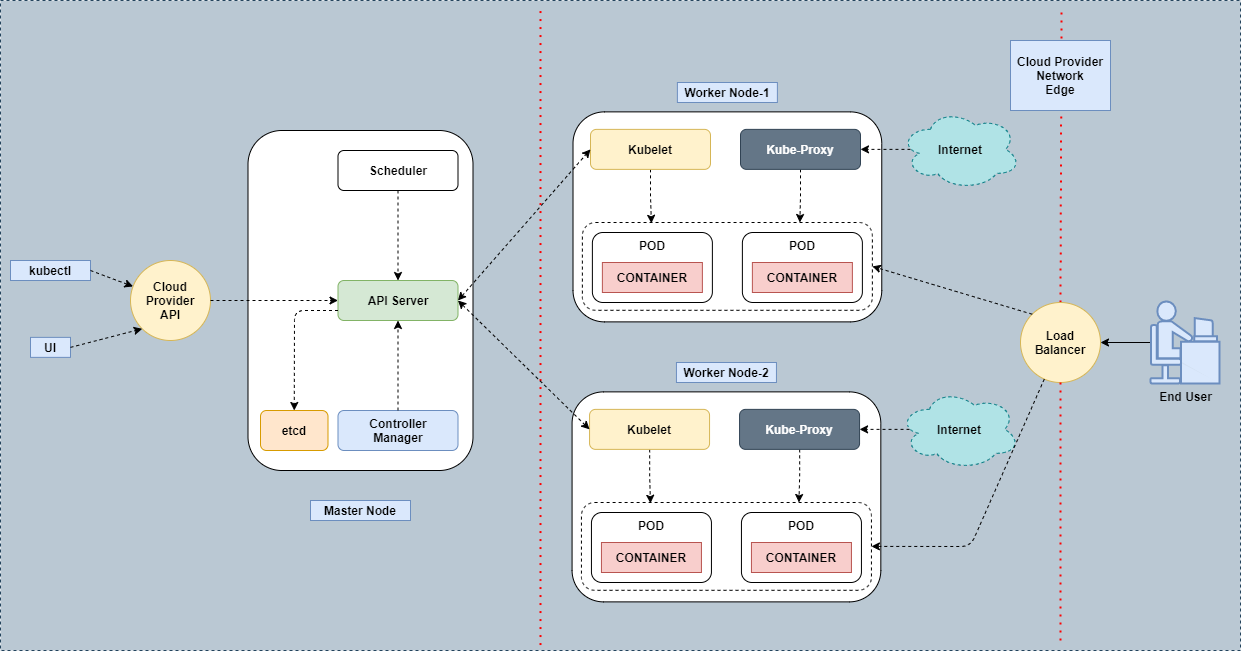 Cloud Provider
Network
Edge
Worker Node-1
Kubelet
Kube-Proxy
Internet
Scheduler
POD
POD
CONTAINER
CONTAINER
kubectl
Cloud
Provider
API
API Server
UI
Load
Balancer
End User
Worker Node-2
etcd
Controller
Manager
Kubelet
Kube-Proxy
Internet
Master Node
POD
POD
CONTAINER
CONTAINER